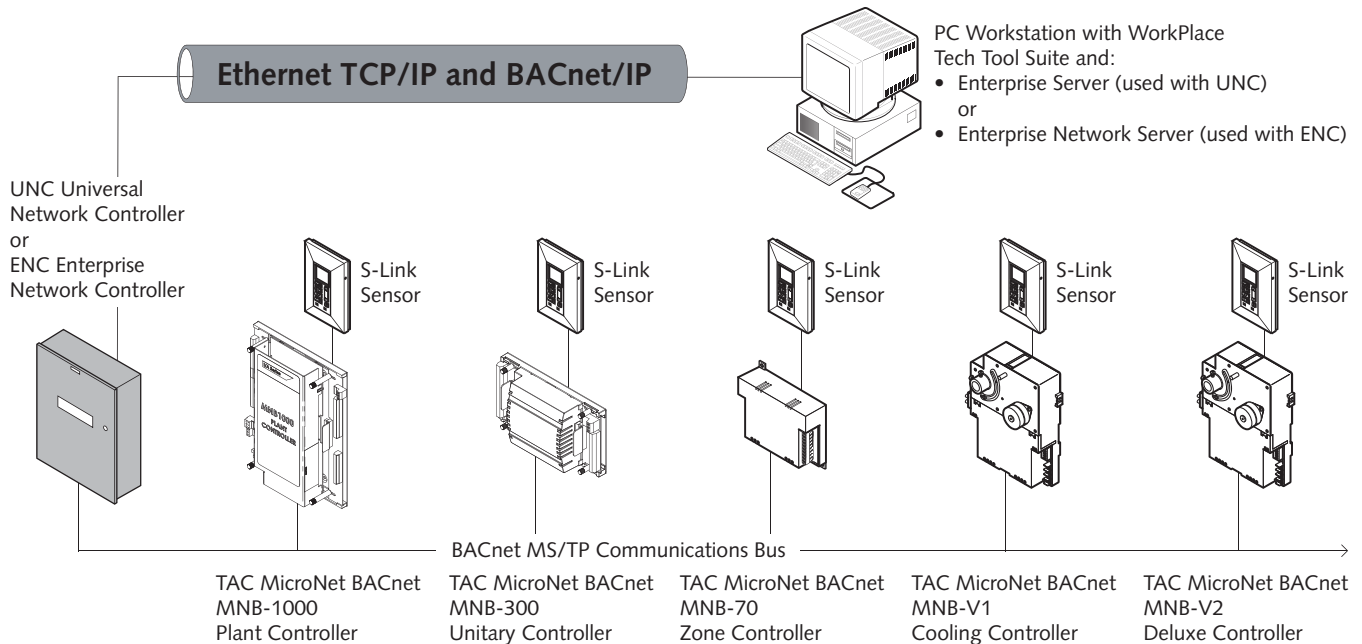 Ethernet TCP/IP and BACnet/IP
PC Workstation with WorkPlace
Tech Tool Suite and:
• Enterprise Server (used with UNC)
or
• Enterprise Network Server (used with ENC)
UNC Universal
Network Controller
or
ENC Enterprise
Network Controller
S-Link
Sensor
S-Link
Sensor
S-Link
Sensor
S-Link
Sensor
S-Link
Sensor
MNB1000
PLANT
CONTROLLER
BACnet MS/TP Communications Bus
TAC MicroNet BACnet
MNB-1000
Plant Controller
TAC MicroNet BACnet
MNB-300
Unitary Controller
TAC MicroNet BACnet
MNB-70
Zone Controller
TAC MicroNet BACnet
MNB-V1
Cooling Controller
TAC MicroNet BACnet
MNB-V2
Deluxe Controller